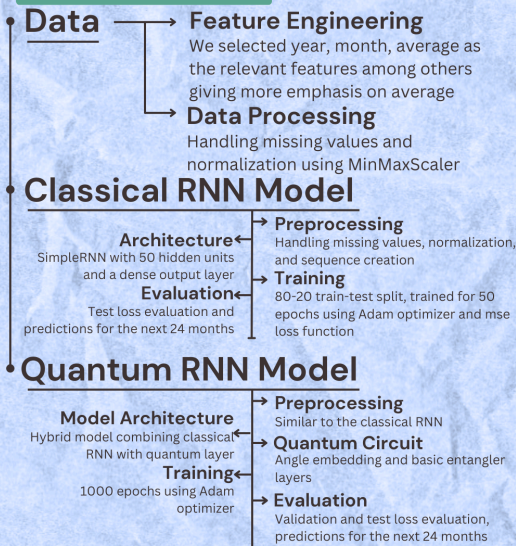 Data
Feature Engineering
We selected year, month, average as
the relevant features among others
giving more emphasis on average
Data Processing
Handling missing values and
normalization using MinMaxScaler
Classical RNN Model
Architecture
SimpleRNN with 50 hidden units
and a dense output layer
Evaluation
Test loss evaluation and
predictions for the next 24 months
Preprocessing
Handling missing values, normalization,
and sequence creation
Training
80-20 train-test split, trained for 50
epochs using Adam optimizer and mse
loss function
Quantum RNN Model
Model Architecture
Hybrid model combining classical
RNN with quantum layer
Training
1000 epochs using Adam
optimizer
Preprocessing
Similar to the classical RNN
Quantum Circuit
Angle embedding and basic entangler
layers
Evaluation
Validation and test loss evaluation,
predictions for the next 24 months